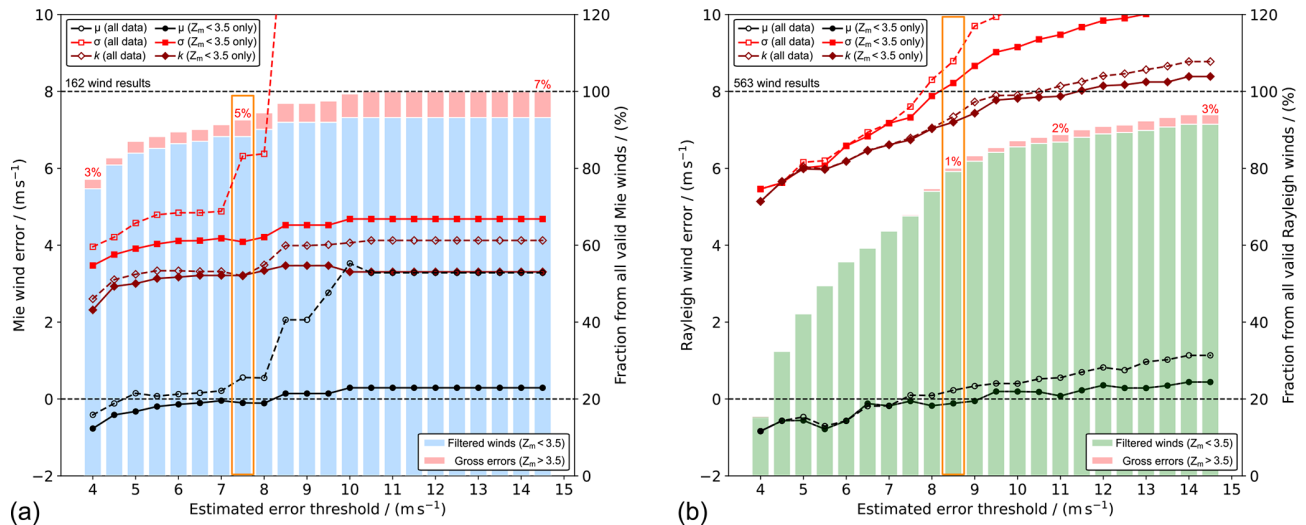 10
8
6
4
2
0
−2
Mie wind error / (m s⁻¹)
μ (all data)
σ (all data)
k (all data)
μ (Zₘ < 3.5 only)
σ (Zₘ < 3.5 only)
k (Zₘ < 3.5 only)
162 wind results
3%
5%
7%
Filtered winds (Zₘ < 3.5)
Gross errors (Zₘ > 3.5)
120
100
80
60
40
20
0
Fraction from all valid Mie winds / (%)
4 5 6 7 8 9 10 11 12 13 14 15
Estimated error threshold / (m s⁻¹)
(a)
10
8
6
4
2
0
−2
Rayleigh wind error / (m s⁻¹)
μ (all data)
σ (all data)
k (all data)
μ (Zₘ < 3.5 only)
σ (Zₘ < 3.5 only)
k (Zₘ < 3.5 only)
563 wind results
1%
2%
3%
Filtered winds (Zₘ < 3.5)
Gross errors (Zₘ > 3.5)
120
100
80
60
40
20
0
Fraction from all valid Rayleigh winds / (%)
4 5 6 7 8 9 10 11 12 13 14 15
Estimated error threshold / (m s⁻¹)
(b)